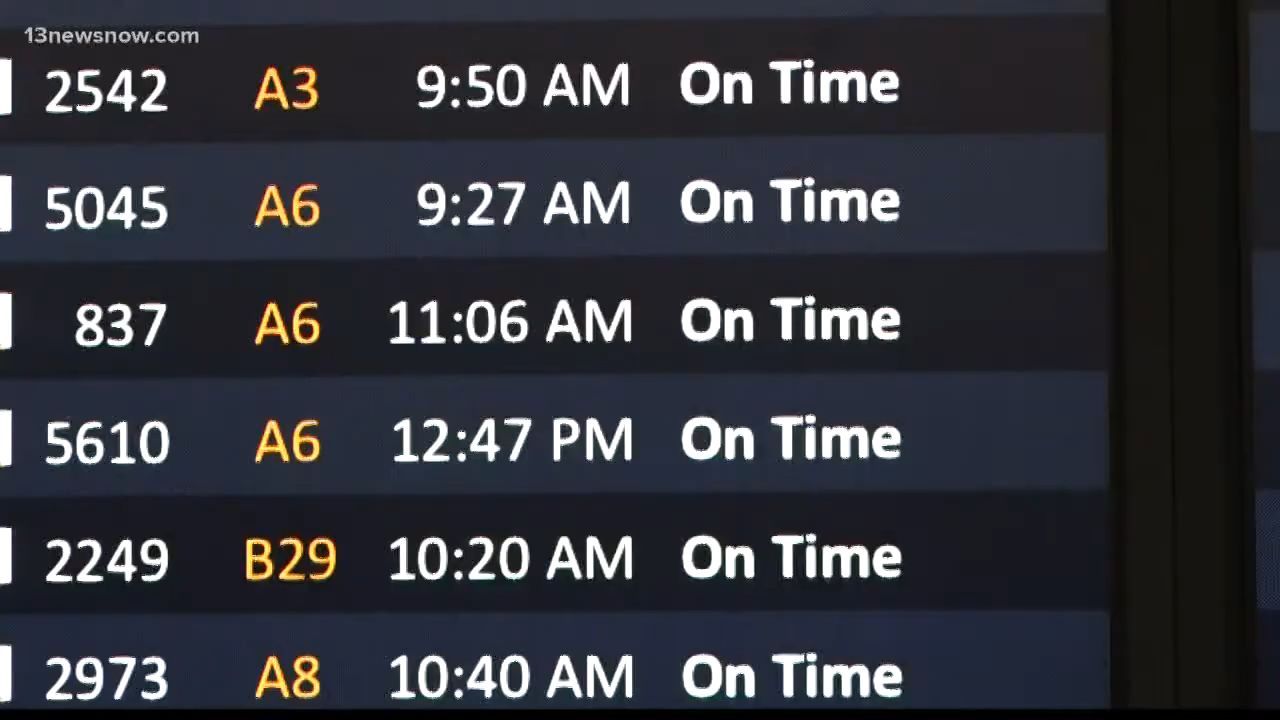 13newsnow.com
2542 A3 9:50 AM On Time
5045 A6 9:27 AM On Time
837 A6 11:06 AM On Time
5610 A6 12:47 PM On Time
2249 B29 10:20 AM On Time
2973 A8 10:40 AM On Time